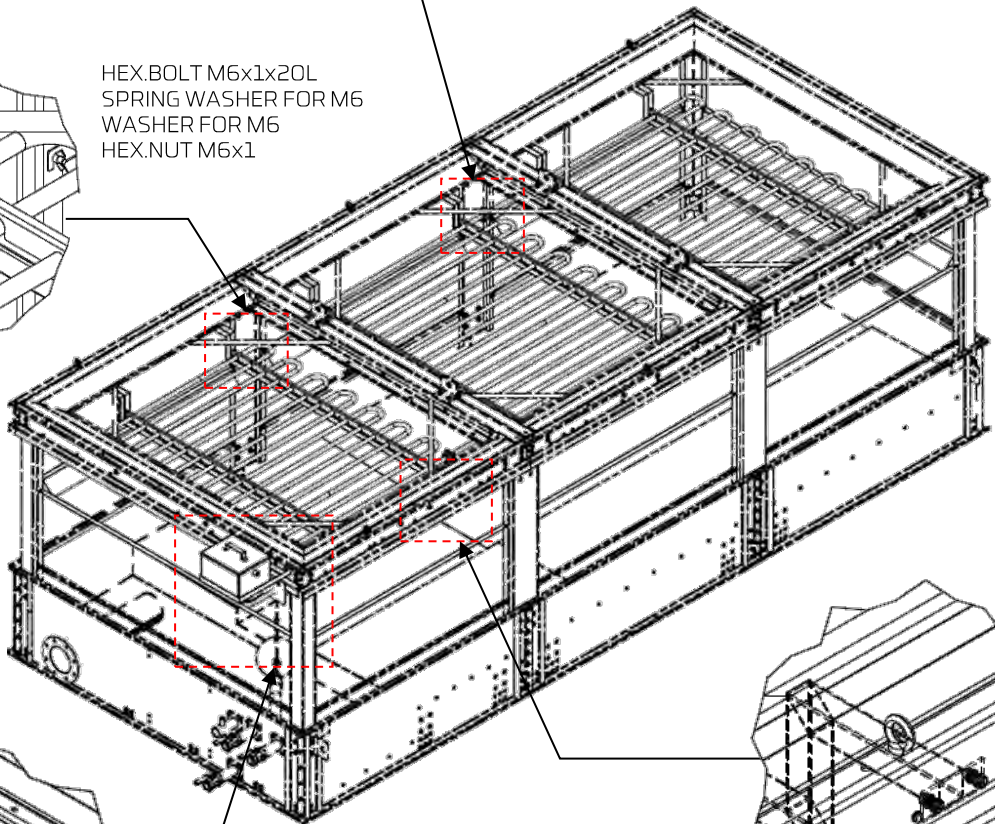 HEX.BOLT M6x1x20L
SPRING WASHER FOR M6
WASHER FOR M6
HEX.NUT M6x1